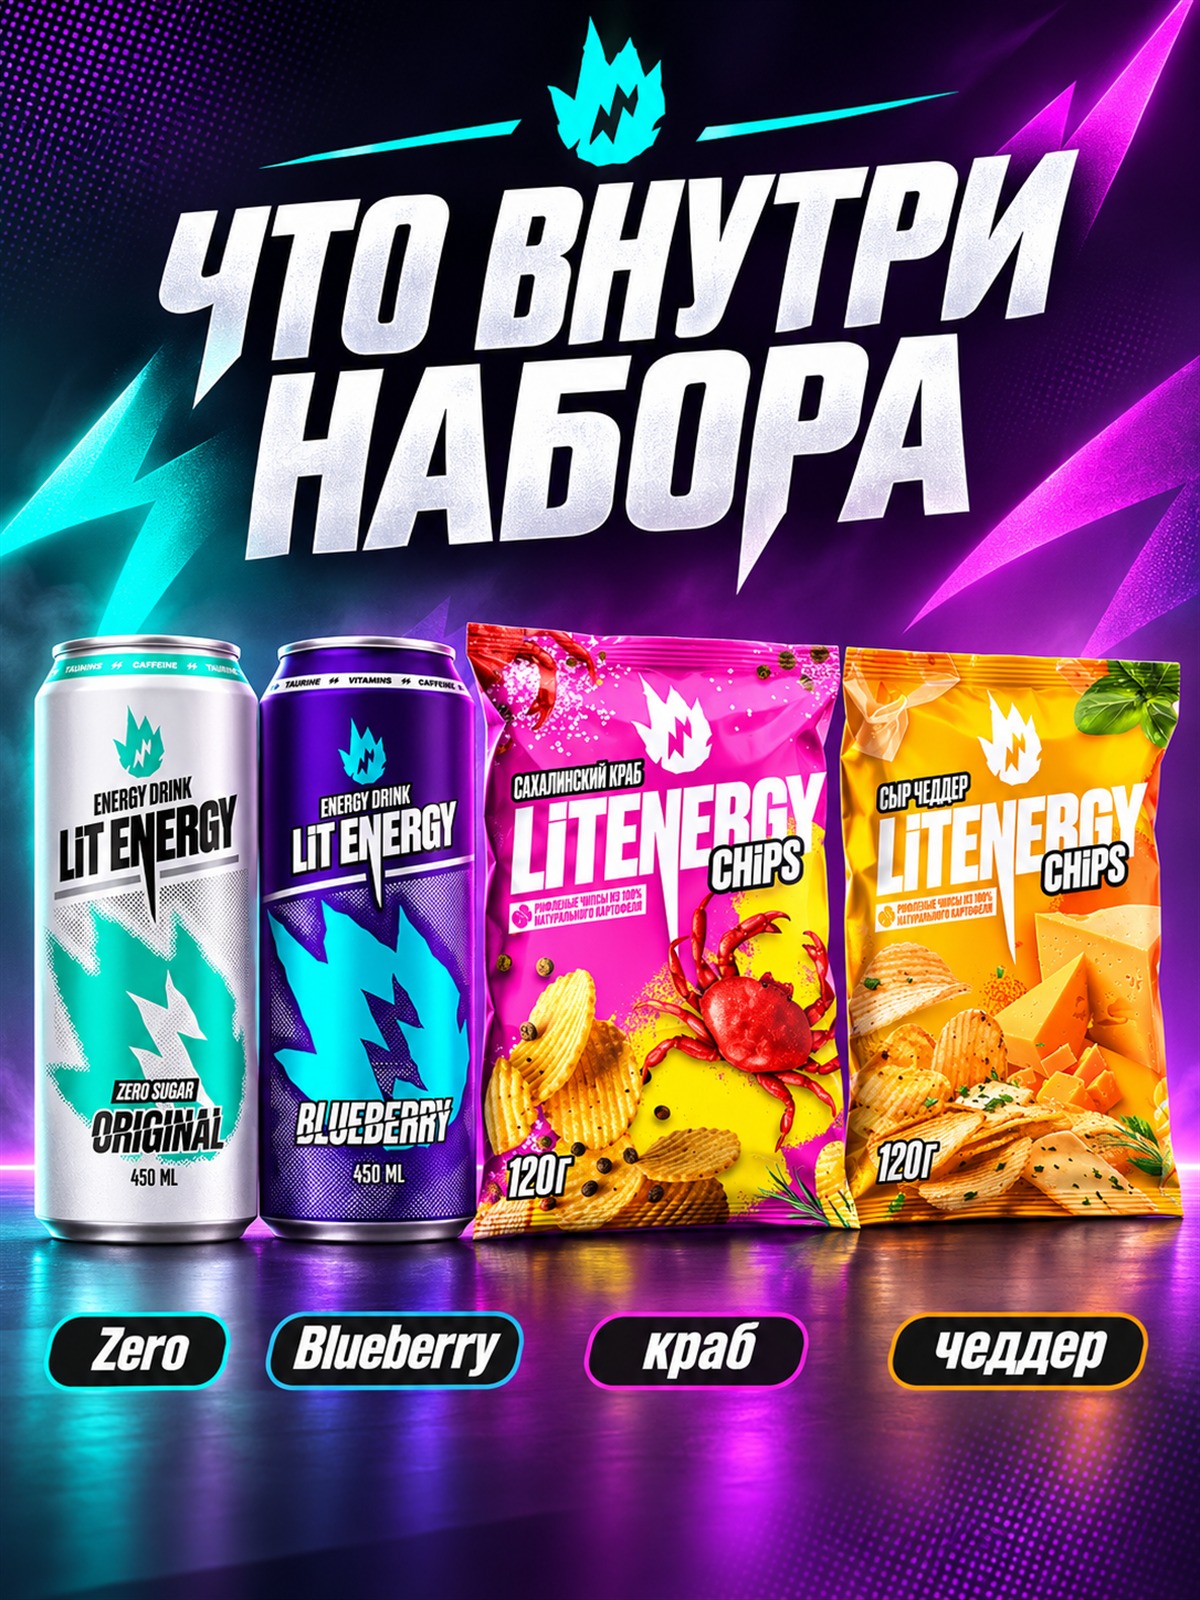 ЧТО ВНУТРИ
НАБОРА
TAURINS CAFFEINE TAURINE
ENERGY DRINK
LiT ENERGY
ZERO SUGAR
ORIGINAL
450 ML
TAURINE VITAMINS CAFFEINE
ENERGY DRINK
LiT ENERGY
BLUEBERRY
450 ML
САХАЛИНСКИЙ КРАБ
LiTENERGY
CHiPS
РИФЛЕНЫЕ ЧИПСЫ ИЗ 100%
НАТУРАЛЬНОГО КАРТОФЕЛЯ
120Г
СЫР ЧЕДДЕР
LiTENERGY
CHiPS
РИФЛЕНЫЕ ЧИПСЫ ИЗ 100%
НАТУРАЛЬНОГО КАРТОФЕЛЯ
120Г
Zero
Blueberry
краб
чеддер